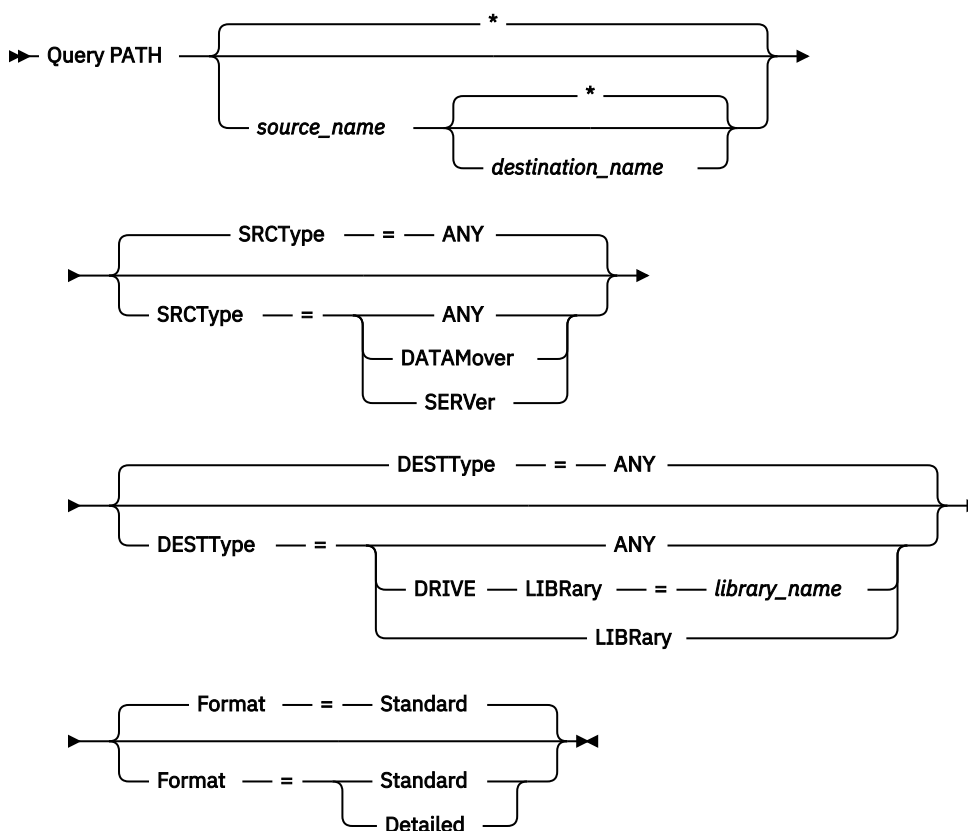 *
Query PATH
*
source_name
destination_name
SRCType = ANY
SRCType = ANY
DATAMover
SERVer
DESTType = ANY
DESTType = ANY
DRIVE LIBRary = library_name
LIBRary
Format = Standard
Format = Standard
Detailed